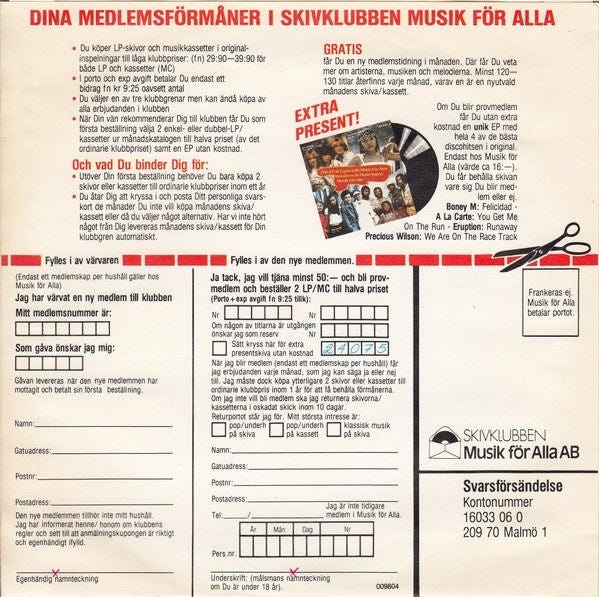 DINA MEDLEMSFÖRMÅNER I SKIVKLUBBEN MUSIK FÖR ALLA
• Du köper LP-skivor och musikkassetter i original-
inspelningar till låga klubbpriser: (fn) 29:90–39:90 för
både LP och kassetter (MC)
• I porto och exp avgift betalar Du endast ett
bidrag fn kr 9:25 oavsett antal
• Du väljer en av tre klubbgrenar men kan ändå köpa av
alla erbjudanden i klubben
• När Din vän rekommenderar Dig till klubben får Du som
första beställning välja 2 enkel- eller dubbel-LP/
kassetter ur månadskatalogen till halva priset (av det
ordinarie klubbpriset) samt en EP utan kostnad.
Och vad Du binder Dig för:
• Utöver Din första beställning behöver Du bara köpa 2
skivor eller kassetter till ordinarie klubbpriser inom ett år
• Du åtar Dig att kryssa i och posta Ditt personliga svars-
kort de månader Du inte vill köpa månadens skiva/
kassett eller då du väljer något alternativ. Har vi inte hört
något från Dig levereras månadens skiva/kassett för Din
klubbgren automatiskt.
GRATIS
får Du en ny medlemstidning i månaden. Där får Du veta
mer om artisterna, musiken och melodierna. Minst 120–
130 titlar återfinns varje månad, varav en är en nyutvald
månadens skiva/kassett.
EXTRA
PRESENT!
Om Du blir provmedlem
får Du utan extra
kostnad en unik EP med
hela 4 av de bästa
discohitsen i original.
Endast hos Musik för
Alla (värde ca 16:—).
Du får behålla skivan
vare sig Du blir med-
lem eller ej.
Boney M: Felicidad -
A La Carte: You Get Me
On The Run - Eruption: Runaway
Precious Wilson: We Are On The Race Track
Fylles i av värvaren
(Endast ett medlemskap per hushåll gäller hos
Musik för Alla)
Jag har värvat en ny medlem till klubben
Mitt medlemsnummer är:
Som gåva önskar jag mig:
Gåvan levereras när den nye medlemmen har
mottagit och betalt sin första beställning.
Namn:
Gatuadress:
Postnr:
Postadress:
Den nye medlemmen tillhör inte mitt hushåll.
Jag har informerat henne/ honom om klubbens
regler och sett till att anmälningskupongen är riktigt
och egenhändigt ifylld.
x
Egenhändig namnteckning
Fylles i av den nye medlemmen.
Ja tack, jag vill tjäna minst 50:— och bli prov-
medlem och beställer 2 LP/MC till halva priset
(Porto+exp avgift fn 9:25 tillk):
Nr Nr
Om någon av titlarna är utgången
önskar jag som reserv Nr
Sätt kryss här för extra
presentskiva utan kostnad 24075
När jag blir medlem (endast ett medlemskap per hushåll) får jag
erbjudanden varje månad, som jag kan säga ja eller nej
till. Jag måste dock köpa ytterligare 2 skivor eller kassetter till
ordinarie klubbpris inom 1 år för att få behålla förmånerna.
Om jag inte vill bli medlem ska jag returnera skivorna/
kassetterna i oskadat skick inom 10 dagar.
Returportot står jag för. Mitt största intresse är:
pop/underh pop/underh klassisk musik
på skiva på kassett på skiva
Namn:
Gatuadress:
Postnr:
Postadress:
Jag är inte tidigare
Tel: / medlem i Musik för Alla.
År Mån Dag Nr
Pers.nr.
x
Underskrift: (målsmans namnteckning
om Du är under 18 år).
009804
Frankeras ej.
Musik för Alla
betalar portot.
SKIVKLUBBEN
Musik för Alla AB
Svarsförsändelse
Kontonummer
16033 06 0
209 70 Malmö 1